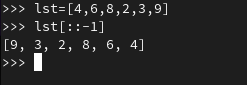 >>> lst=[4,6,8,2,3,9]
>>> lst[::-1]
[9, 3, 2, 8, 6, 4]
>>>